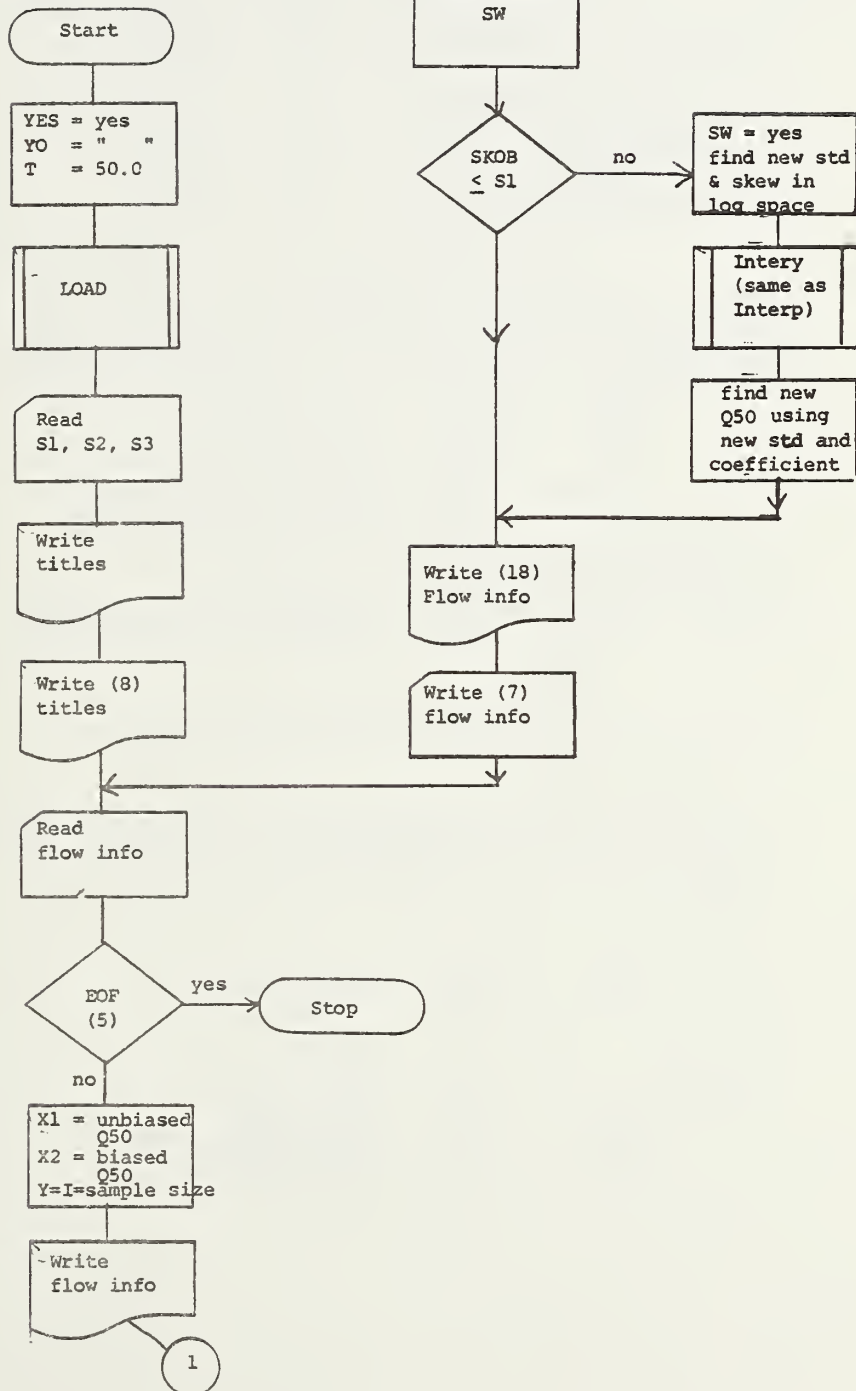 Start
YES = yes
YO = " "
T = 50.0
LOAD
Read
S1, S2, S3
Write
titles
Write (8)
titles
Read
flow info
EOF
(5)
yes
Stop
no
X1 = unbiased
Q50
X2 = biased
Q50
Y=I=sample size
Write
flow info
1
SW
SKOB
≤ S1
no
SW = yes
find new std
& skew in
log space
Intery
(same as
Interp)
find new
Q50 using
new std and
coefficient
Write (18)
Flow info
Write (7)
flow info